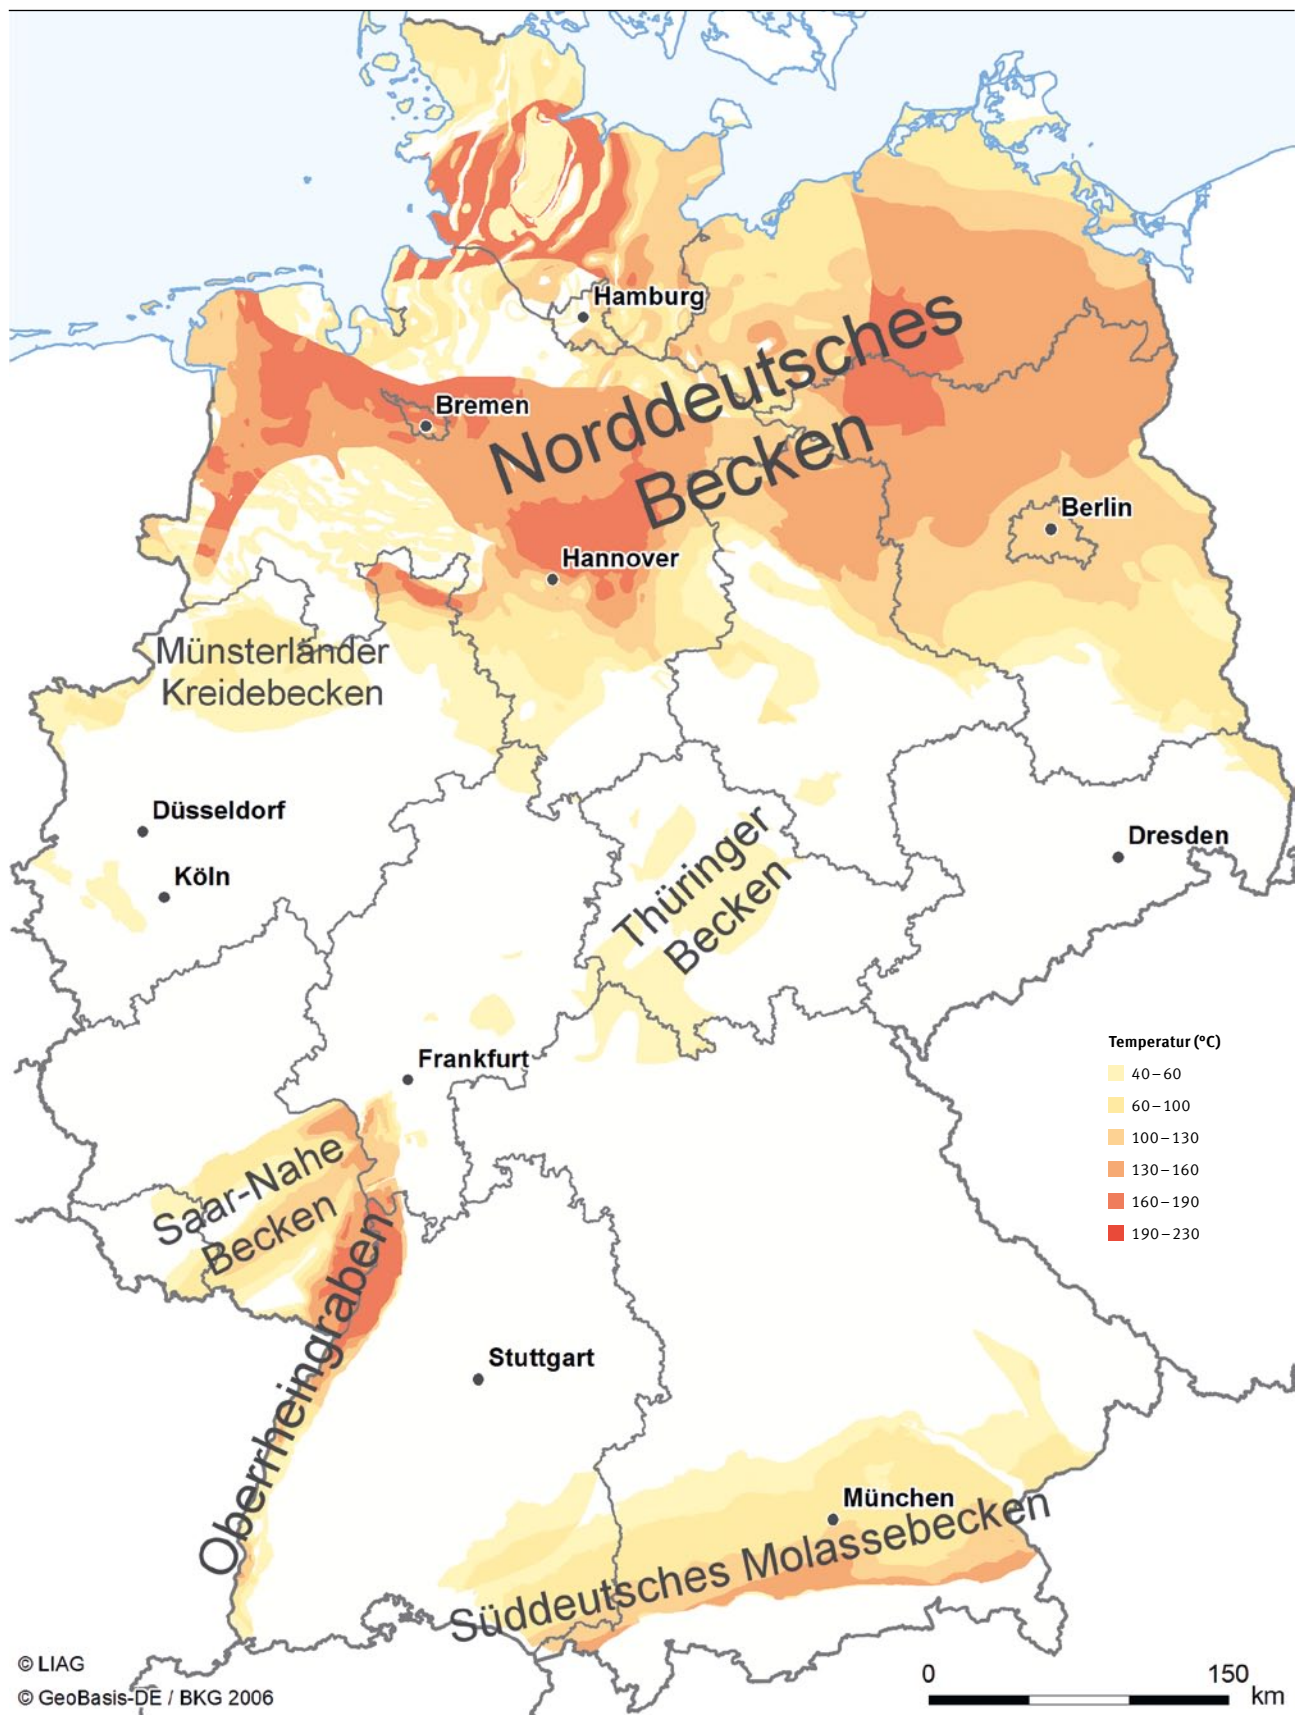 Hamburg
Bremen
Norddeutsches
Becken
Berlin
Hannover
Münsterländer
Kreidebecken
Düsseldorf
Köln
Thüringer
Becken
Dresden
Frankfurt
Temperatur (°C)
40–60
60–100
100–130
130–160
160–190
190–230
Saar-Nahe
Becken
Oberrheingraben
Stuttgart
München
Süddeutsches Molassebecken
© LIAG
© GeoBasis-DE / BKG 2006
0 150
km